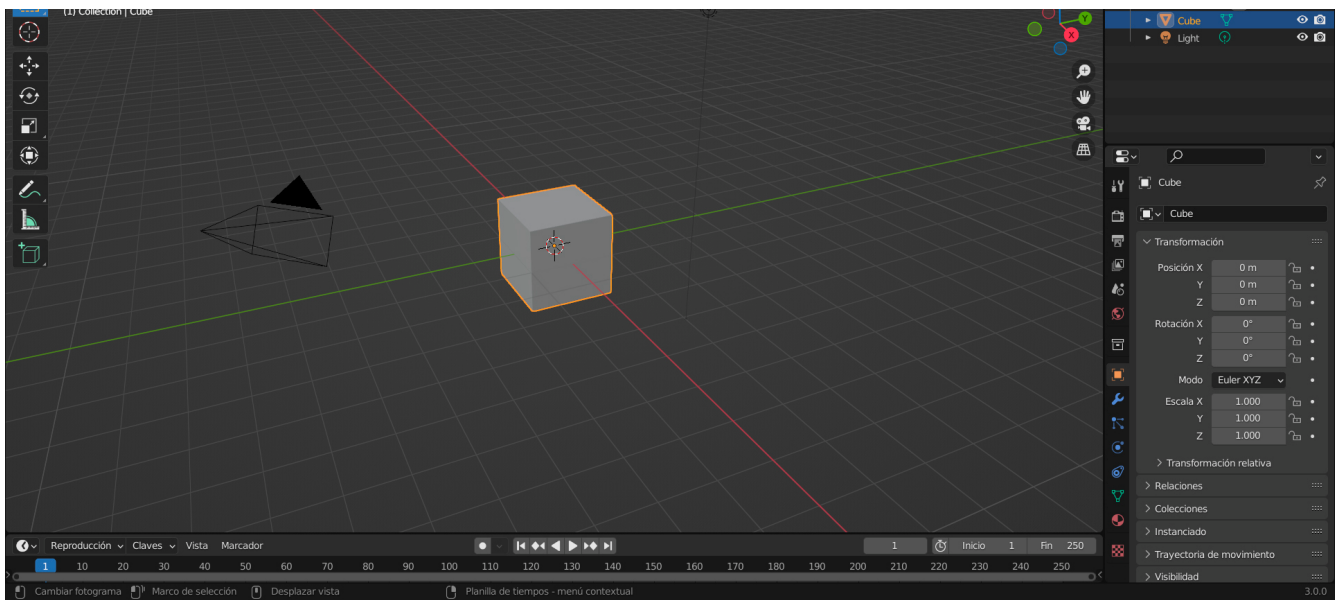 (1) Collection | Cube
Y
X
Cube
Light
Cube
Cube
Transformación
Posición X 0 m
Y 0 m
Z 0 m
Rotación X 0°
Y 0°
Z 0°
Modo Euler XYZ
Escala X 1.000
Y 1.000
Z 1.000
Transformación relativa
Relaciones
Colecciones
Instanciado
Trayectoria de movimiento
Visibilidad
Reproducción Claves Vista Marcador 1 Inicio 1 Fin 250
1 10 20 30 40 50 60 70 80 90 100 110 120 130 140 150 160 170 180 190 200 210 220 230 240 250
Cambiar fotograma Marco de selección Desplazar vista Planilla de tiempos - menú contextual 3.0.0